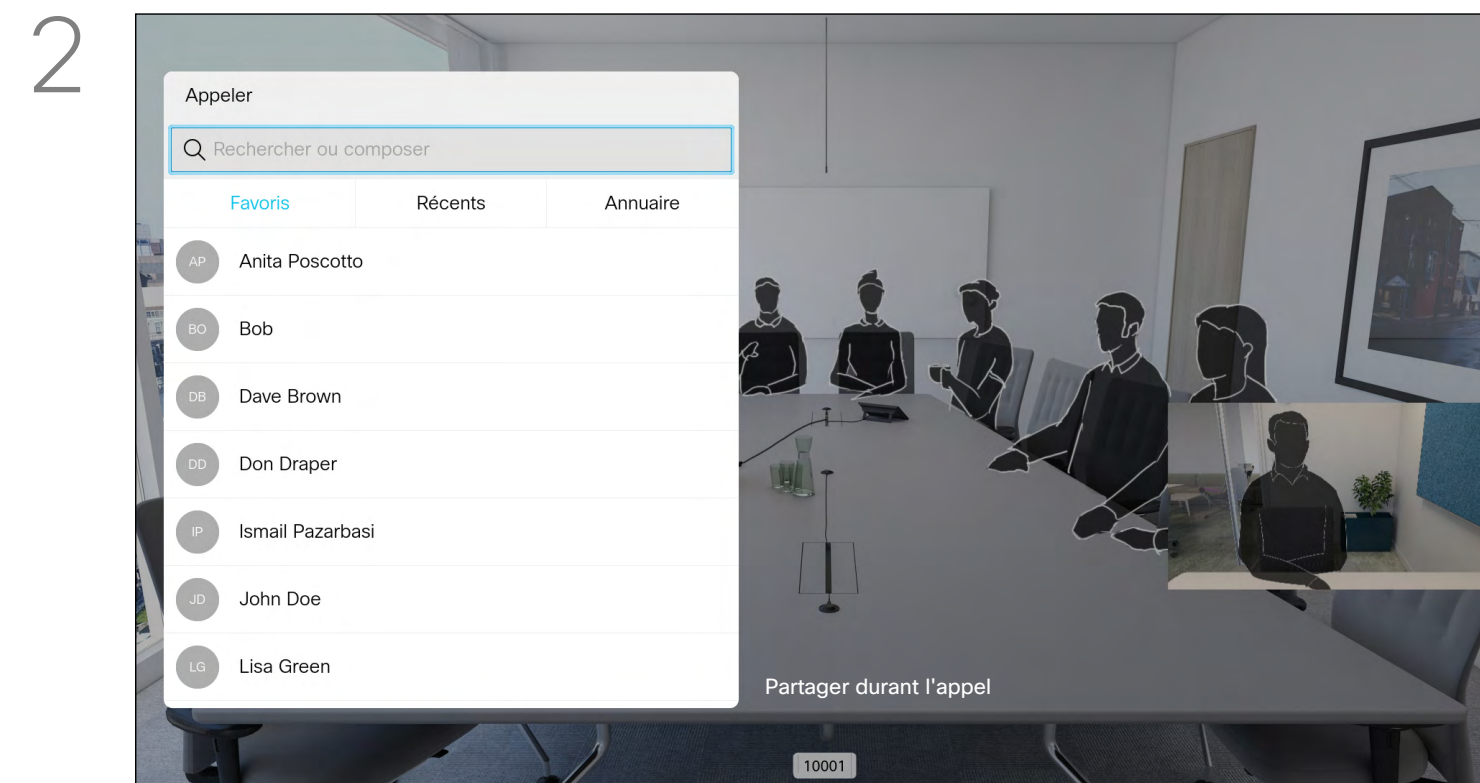 2
Appeler
Rechercher ou composer
Favoris Récents Annuaire
AP Anita Poscotto
BO Bob
DB Dave Brown
DD Don Draper
IP Ismail Pazarbasi
JD John Doe
LG Lisa Green
Partager durant l'appel
10001